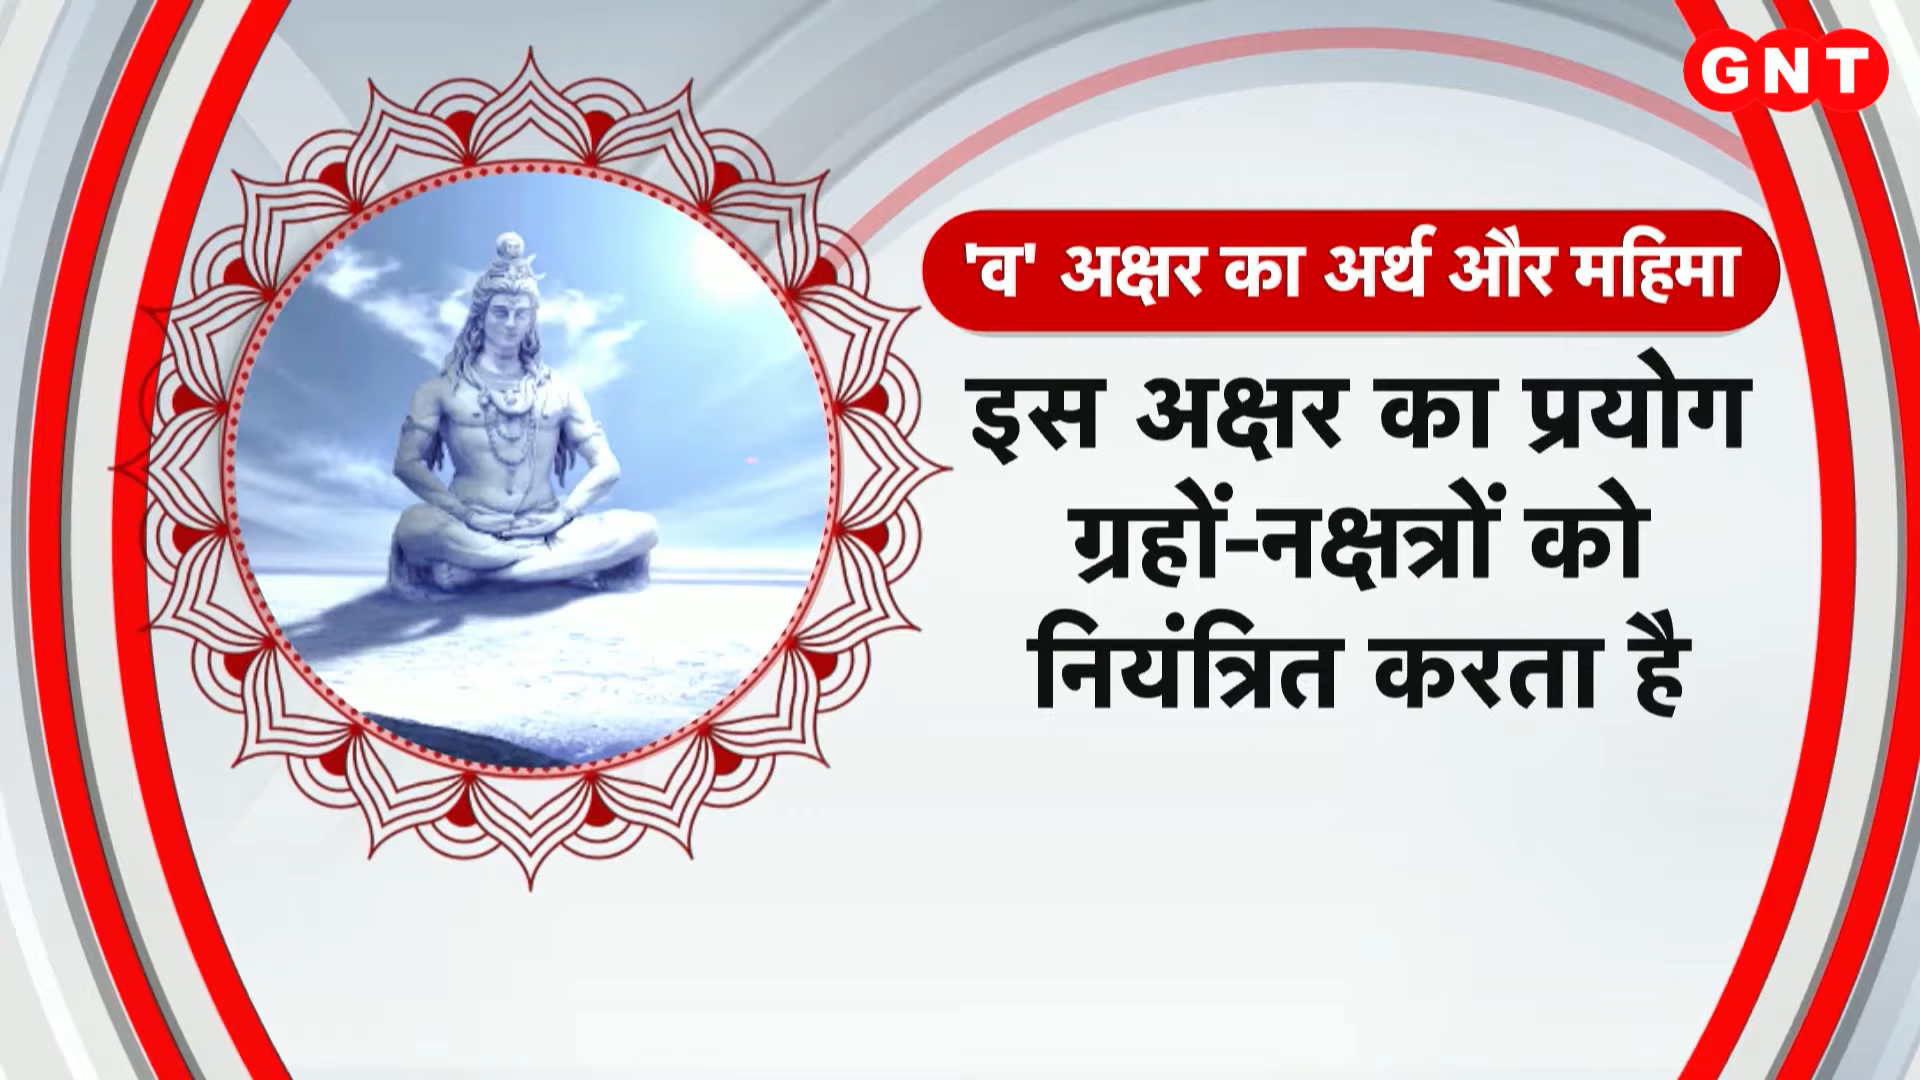 GNT
'व' अक्षर का अर्थ और महिमा
इस अक्षर का प्रयोग
ग्रहों-नक्षत्रों को
नियंत्रित करता है